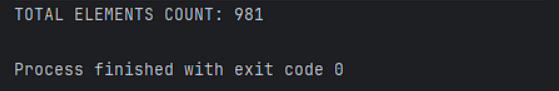 TOTAL ELEMENTS COUNT: 981
Process finished with exit code 0